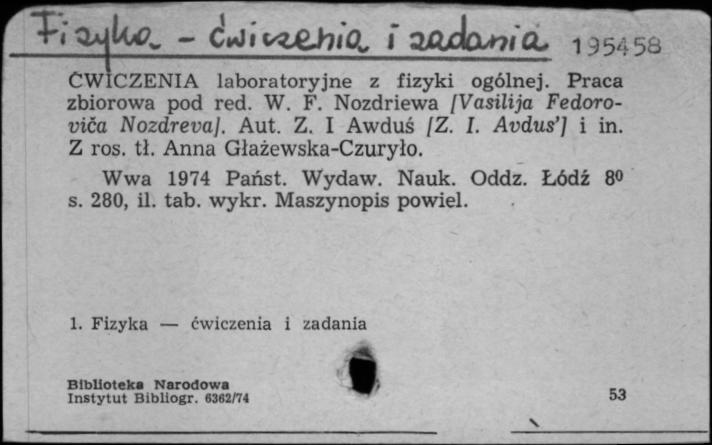 Fizyka - ćwiczenia i zadania 195458
ĆWICZENIA laboratoryjne z fizyki ogólnej. Praca
zbiorowa pod red. W. F. Nozdriewa [Vasilija Fedoro-
viča Nozdreva]. Aut. Z. I Awduś [Z. I. Avdus'] i in.
Z ros. tł. Anna Głażewska-Czuryło.
Wwa 1974 Państ. Wydaw. Nauk. Oddz. Łódź 8⁰
s. 280, il. tab. wykr. Maszynopis powiel.
1. Fizyka — ćwiczenia i zadania
Biblioteka Narodowa
Instytut Bibliogr. 6362/74
53